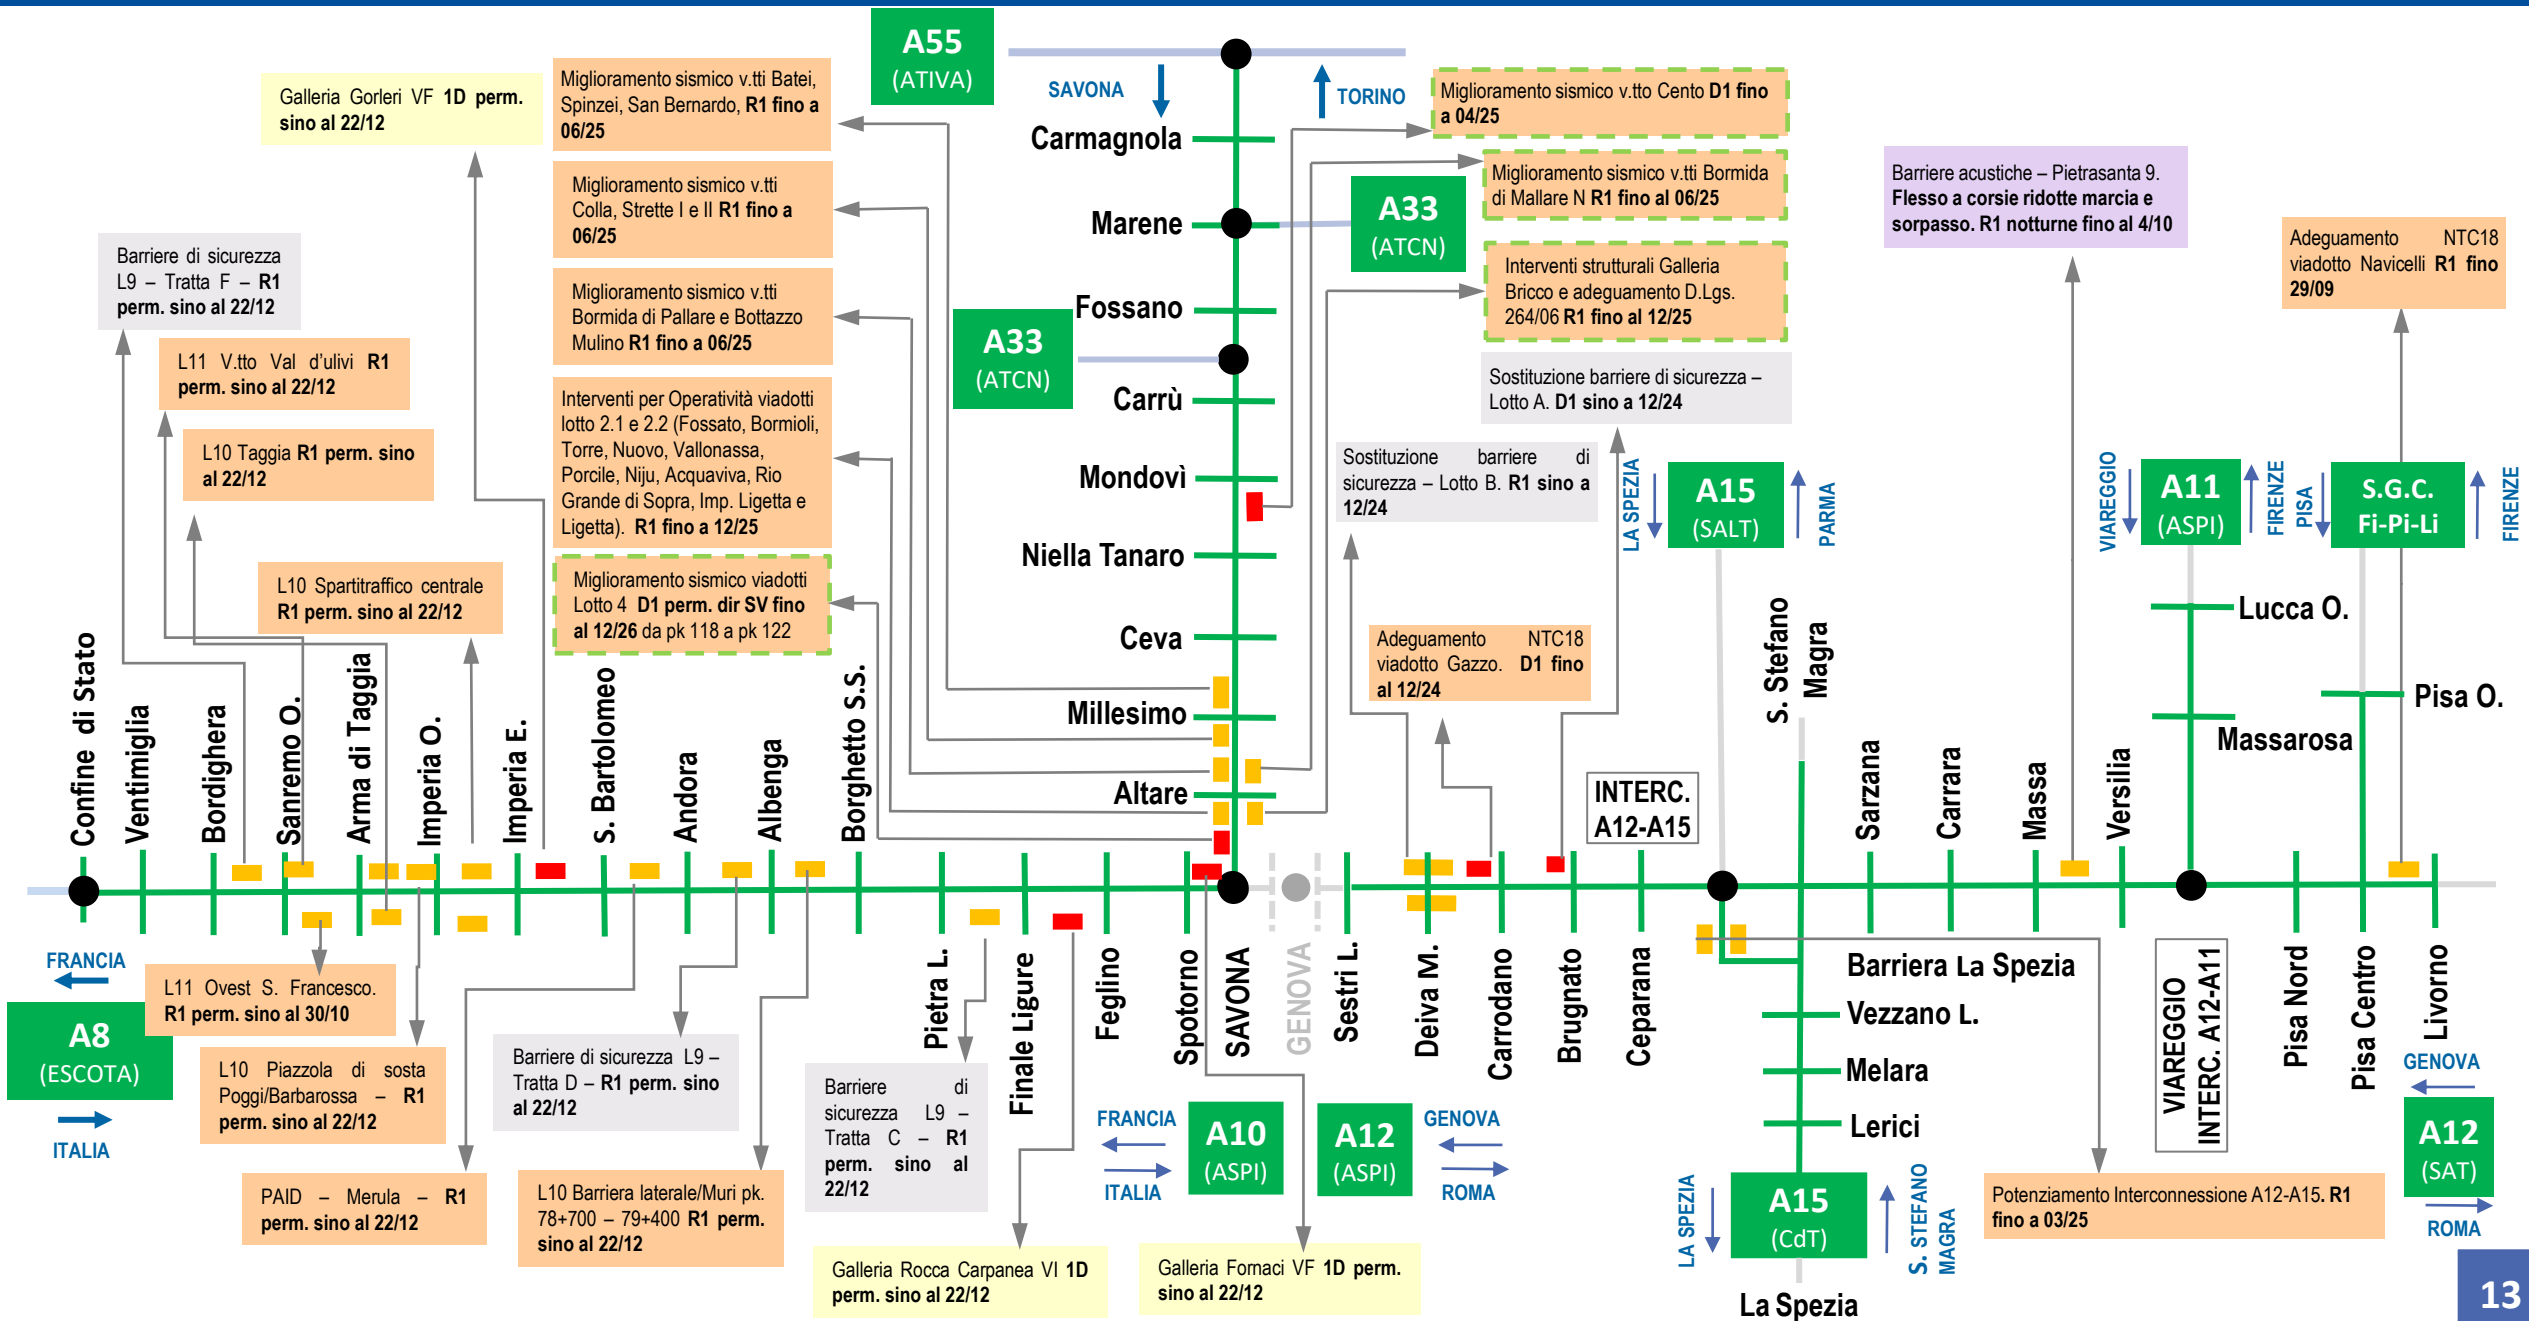 A55
(ATIVA)
SAVONA
TORINO
Galleria Gorleri VF 1D perm.
sino al 22/12
Miglioramento sismico v.tti Batei,
Spinzei, San Bernardo, R1 fino a
06/25
Miglioramento sismico v.tto Cento D1 fino
a 04/25
Carmagnola
Miglioramento sismico v.tti
Colla, Strette I e II R1 fino a
06/25
Miglioramento sismico v.tti Bormida
di Mallare N R1 fino al 06/25
A33
(ATCN)
Marene
Barriere acustiche – Pietrasanta 9.
Flesso a corsie ridotte marcia e
sorpasso. R1 notturne fino al 4/10
Adeguamento NTC18
viadotto Navicelli R1 fino
29/09
Barriere di sicurezza
L9 – Tratta F – R1
perm. sino al 22/12
Miglioramento sismico v.tti
Bormida di Pallare e Bottazzo
Mulino R1 fino a 06/25
Interventi strutturali Galleria
Bricco e adeguamento D.Lgs.
264/06 R1 fino al 12/25
Fossano
A33
(ATCN)
L11 V.tto Val d'ulivi R1
perm. sino al 22/12
Sostituzione barriere di sicurezza –
Lotto A. D1 sino a 12/24
Carrù
Interventi per Operatività viadotti
lotto 2.1 e 2.2 (Fossato, Bormioli,
Torre, Nuovo, Vallonassa,
Porcile, Niju, Acquaviva, Rio
Grande di Sopra, Imp. Ligetta e
Ligetta). R1 fino a 12/25
L10 Taggia R1 perm. sino
al 22/12
Sostituzione barriere di
sicurezza – Lotto B. R1 sino a
12/24
Mondovì
LA SPEZIA
A15
(SALT)
PARMA
VIAREGGIO
A11
(ASPI)
FIRENZE
PISA
S.G.C.
Fi-Pi-Li
FIRENZE
Niella Tanaro
L10 Spartitraffico centrale
R1 perm. sino al 22/12
Miglioramento sismico viadotti
Lotto 4 D1 perm. dir SV fino
al 12/26 da pk 118 a pk 122
Ceva
Adeguamento NTC18
viadotto Gazzo. D1 fino
al 12/24
Lucca O.
Pisa O.
Massarosa
Millesimo
Altare
Confine di Stato
Ventimiglia
Bordighera
Sanremo O.
Arma di Taggia
Imperia O.
Imperia E.
S. Bartolomeo
Andora
Albenga
Borghetto S.S.
INTERC.
A12-A15
S. Stefano
Magra
Sarzana
Carrara
Massa
Versilia
FRANCIA
A8
(ESCOTA)
ITALIA
Pietra L.
Finale Ligure
Feglino
Spotorno
SAVONA
GENOVA
Sestri L.
Deiva M.
Carrodano
Brugnato
Ceparana
Barriera La Spezia
Vezzano L.
Melara
Lerici
VIAREGGIO
INTERC. A12-A11
Pisa Nord
Pisa Centro
Livorno
L11 Ovest S. Francesco.
R1 perm. sino al 30/10
L10 Piazzola di sosta
Poggi/Barbarossa – R1
perm. sino al 22/12
Barriere di sicurezza L9 –
Tratta D – R1 perm. sino
al 22/12
Barriere di
sicurezza L9 –
Tratta C – R1
perm. sino al
22/12
FRANCIA
ITALIA
A10
(ASPI)
A12
(ASPI)
GENOVA
ROMA
GENOVA
A12
(SAT)
ROMA
PAID – Merula – R1
perm. sino al 22/12
L10 Barriera laterale/Muri pk.
78+700 – 79+400 R1 perm.
sino al 22/12
LA SPEZIA
A15
(CdT)
S. STEFANO
MAGRA
Potenziamento Interconnessione A12-A15. R1
fino a 03/25
Galleria Rocca Carpanea VI 1D
perm. sino al 22/12
Galleria Fornaci VF 1D perm.
sino al 22/12
La Spezia
13